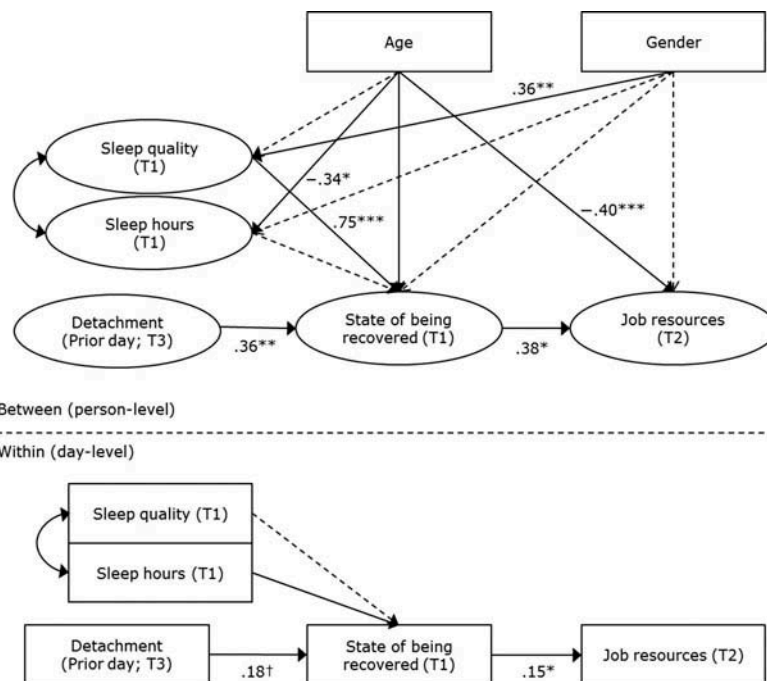 Age
Gender
.36**
Sleep quality
(T1)
−.34*
Sleep hours
(T1)
.75***
−.40***
Detachment
(Prior day; T3)
.36**
State of being
recovered (T1)
.38*
Job resources
(T2)
Between (person-level)
Within (day-level)
Sleep quality (T1)
Sleep hours (T1)
Detachment
(Prior day; T3)
.18†
State of being
recovered (T1)
.15*
Job resources (T2)